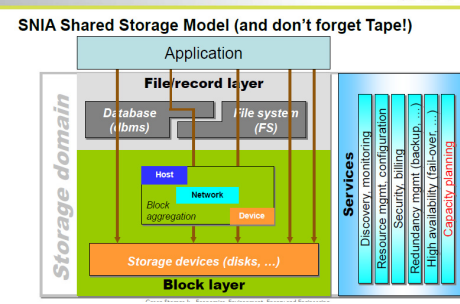 SNIA Shared Storage Model (and don't forget Tape!)
Application
File/record layer
Database
(dbms)
File system
(FS)
Host
Network
Block
aggregation
Device
Storage devices (disks, ...)
Block layer
Storage domain
Services
Discovery, monitoring
Resource mgmt, configuration
Security, billing
Redundancy mgmt (backup, ...)
High availability (fail-over, ...)
Capacity planning